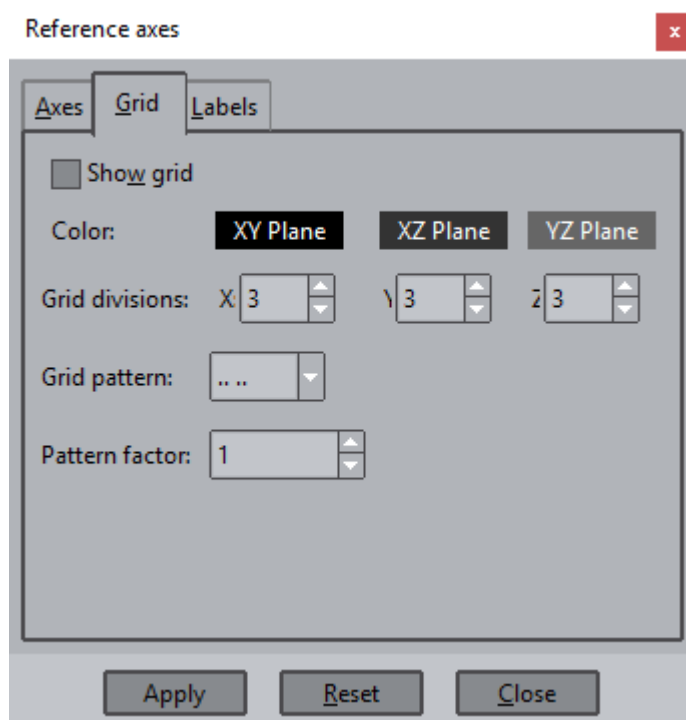 Reference axes x
Axes Grid Labels
Show grid
Color: XY Plane XZ Plane YZ Plane
Grid divisions: X: 3 Y 3 Z 3
Grid pattern: .. ..
Pattern factor: 1
Apply Reset Close